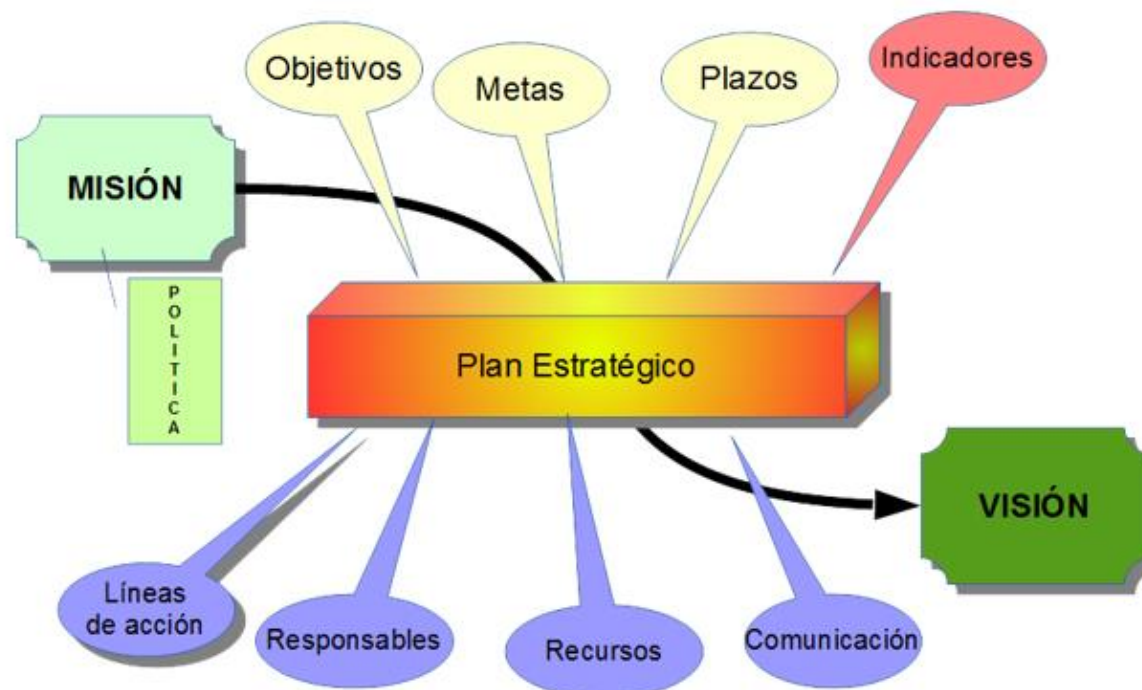 Objetivos
Metas
Plazos
Indicadores
MISIÓN
POLITICA
Plan Estratégico
VISIÓN
Líneas
de acción
Responsables
Recursos
Comunicación